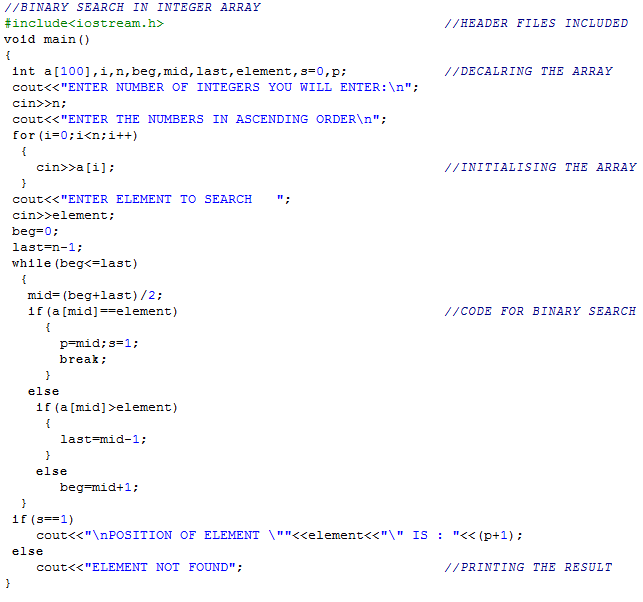 //BINARY SEARCH IN INTEGER ARRAY
#include<iostream.h> //HEADER FILES INCLUDED
void main()
{
int a[100],i,n,beg,mid,last,element,s=0,p; //DECALRING THE ARRAY
cout<<"ENTER NUMBER OF INTEGERS YOU WILL ENTER:\n";
cin>>n;
cout<<"ENTER THE NUMBERS IN ASCENDING ORDER\n";
for(i=0;i<n;i++)
{
cin>>a[i]; //INITIALISING THE ARRAY
}
cout<<"ENTER ELEMENT TO SEARCH   ";
cin>>element;
beg=0;
last=n-1;
while(beg<=last)
{
mid=(beg+last)/2;
if(a[mid]==element) //CODE FOR BINARY SEARCH
{
p=mid;s=1;
break;
}
else
if(a[mid]>element)
{
last=mid-1;
}
else
beg=mid+1;
}
if(s==1)
cout<<"\nPOSITION OF ELEMENT \""<<element<<"\" IS : "<<(p+1);
else
cout<<"ELEMENT NOT FOUND"; //PRINTING THE RESULT
}